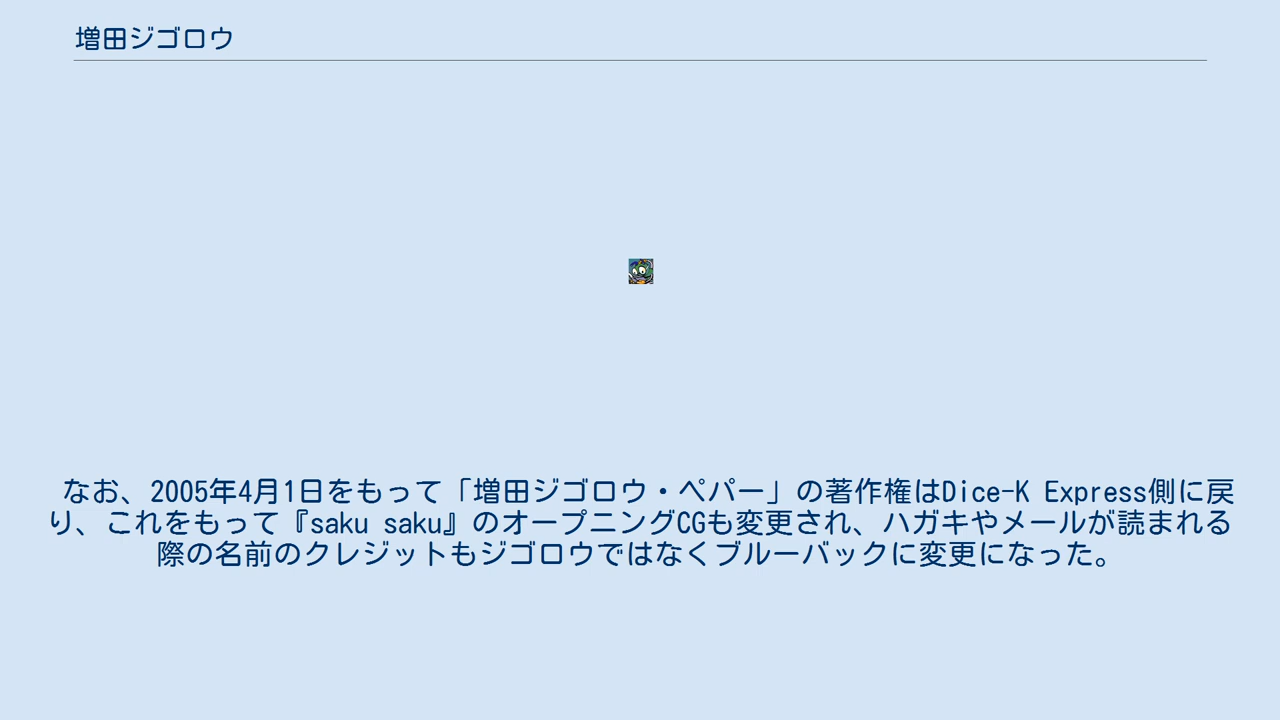 増田ジゴロウ
なお、2005年4月1日をもって「増田ジゴロウ・ペパー」の著作権はDice-K Express側に戻
り、これをもって『saku saku』のオープニングCGも変更され、ハガキやメールが読まれる
際の名前のクレジットもジゴロウではなくブルーバックに変更になった。